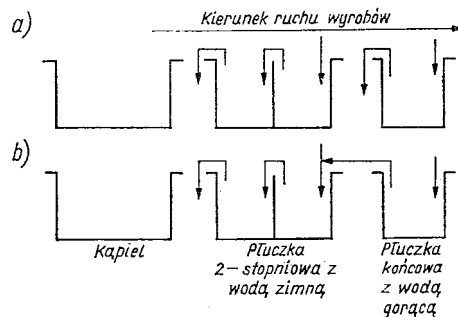 Kierunek ruchu wyrobów
a)
b)
Kąpiel
Płuczka
2-stopniowa z
wodą zimną
Płuczka
końcowa
z wodą
gorącą